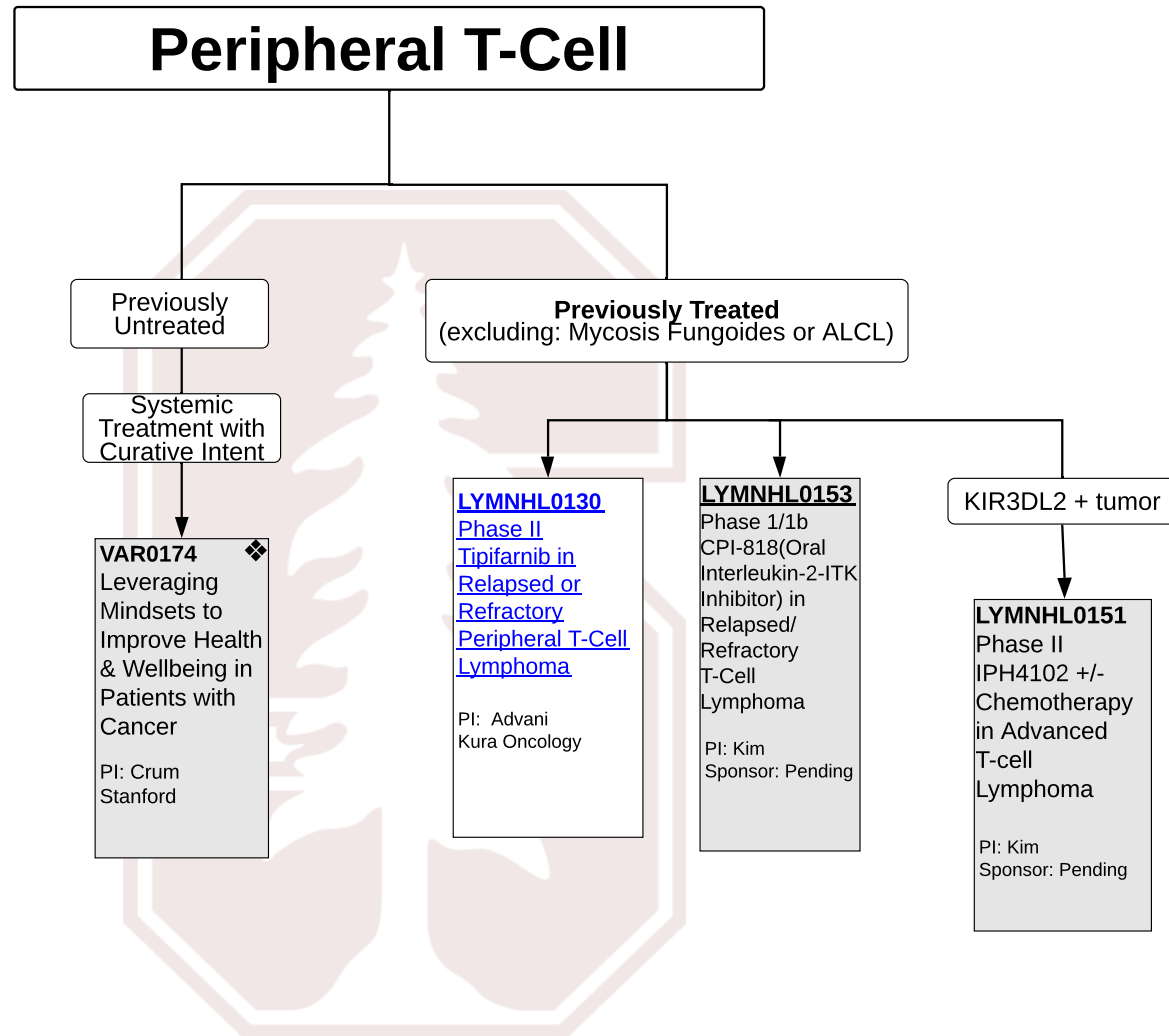 Peripheral T-Cell
Previously
Untreated
Previously Treated
(excluding: Mycosis Fungoides or ALCL)
Systemic
Treatment with
Curative Intent
VAR0174 ❖
Leveraging
Mindsets to
Improve Health
& Wellbeing in
Patients with
Cancer
PI: Crum
Stanford
LYMNHL0130
Phase II
Tipifarnib in
Relapsed or
Refractory
Peripheral T-Cell
Lymphoma
PI:  Advani
Kura Oncology
LYMNHL0153
Phase 1/1b
CPI-818(Oral
Interleukin-2-ITK
Inhibitor) in
Relapsed/
Refractory
T-Cell
Lymphoma
PI: Kim
Sponsor: Pending
KIR3DL2 + tumor
LYMNHL0151
Phase II
IPH4102 +/-
Chemotherapy
in Advanced
T-cell
Lymphoma
PI: Kim
Sponsor: Pending